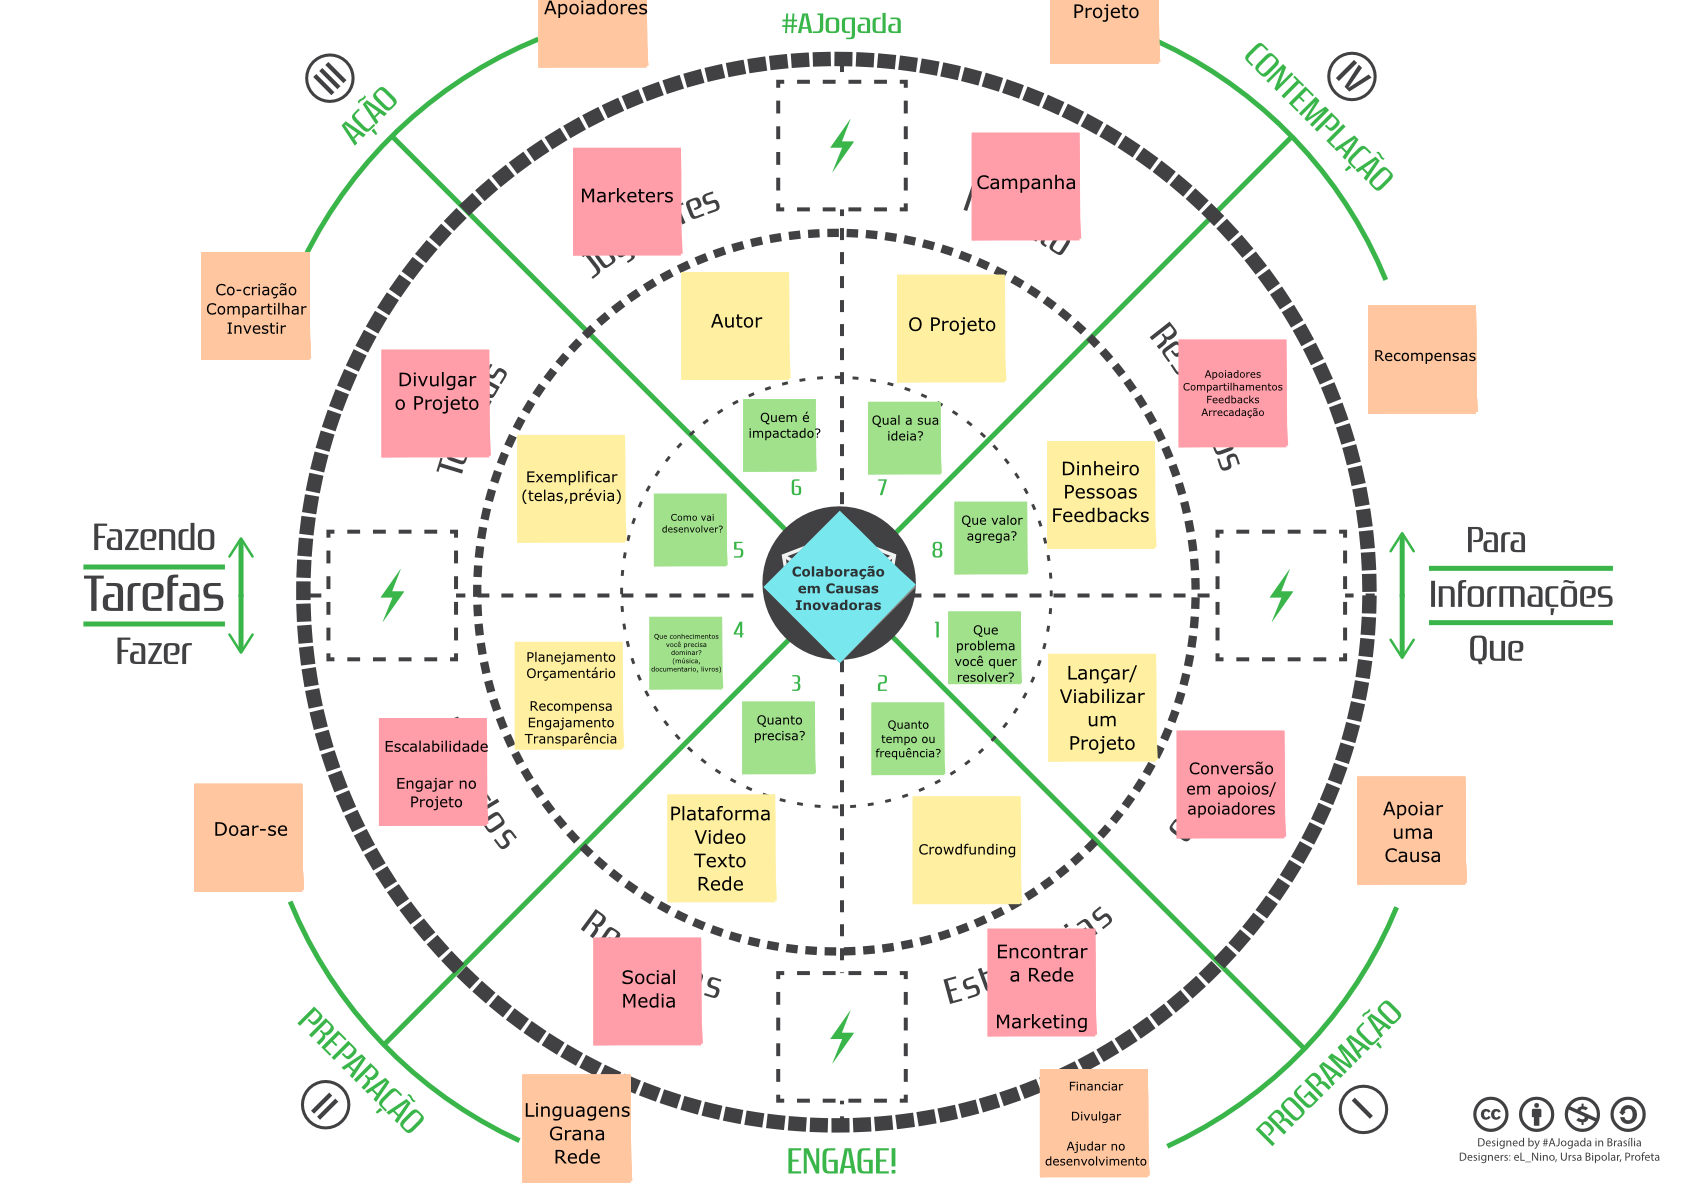 #AJogada
Apoiadores
Projeto
III
AÇÃO
IV
CONTEMPLAÇÃO
Marketers
Campanha
Co-criação
Compartilhar
Investir
Autor
O Projeto
Recompensas
Divulgar
o Projeto
Apoiadores
Compartilhamentos
Feedbacks
Arrecadação
Quem é
impactado?
Qual a sua
ideia?
Exemplificar
(telas,prévia)
Dinheiro
Pessoas
Feedbacks
6
7
Como vai
desenvolver?
5
8
Que valor
agrega?
Fazendo
Tarefas
Fazer
Colaboração
em Causas
Inovadoras
Para
Informações
Que
Que conhecimentos
você precisa
dominar?
(música,
documentario, livros)
4
1
Que
problema
você quer
resolver?
Planejamento
Orçamentário
Recompensa
Engajamento
Transparência
Lançar/
Viabilizar
um
Projeto
3
2
Quanto
precisa?
Quanto
tempo ou
frequência?
Escalabilidade
Engajar no
Projeto
Conversão
em apoios/
apoiadores
Doar-se
Apoiar
uma
Causa
Plataforma
Video
Texto
Rede
Crowdfunding
Social
Media
Encontrar
a Rede
Marketing
PREPARAÇÃO
II
PROGRAMAÇÃO
I
Linguagens
Grana
Rede
Financiar
Divulgar
Ajudar no
desenvolvimento
ENGAGE!
cc
Designed by #AJogada in Brasília
Designers: eL_Nino, Ursa Bipolar, Profeta